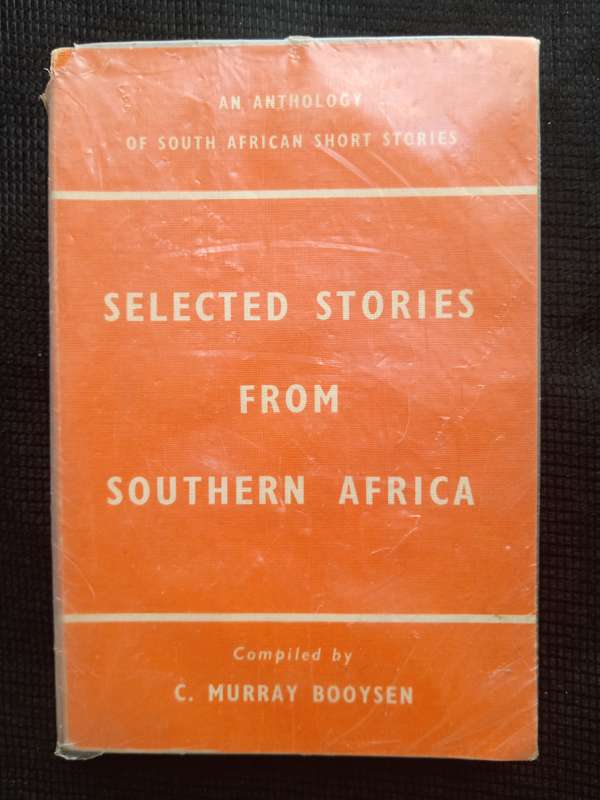 AN ANTHOLOGY
OF SOUTH AFRICAN SHORT STORIES
SELECTED STORIES
FROM
SOUTHERN AFRICA
Compiled by
C. MURRAY BOOYSEN